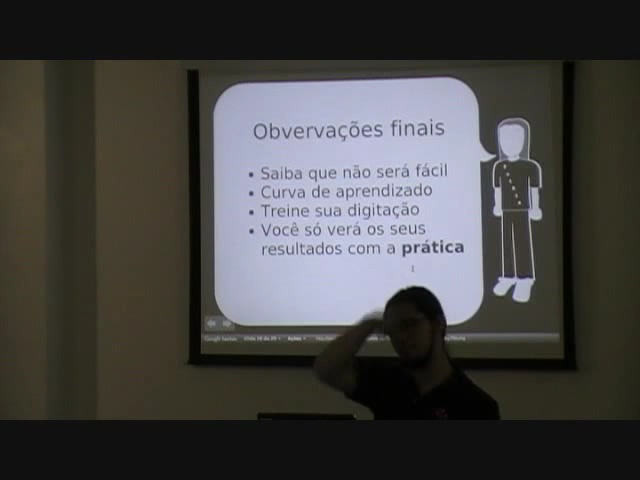 Obvervações finais
• Saiba que não será fácil
• Curva de aprendizado
• Treine sua digitação
• Você só verá os seus
resultados com a prática